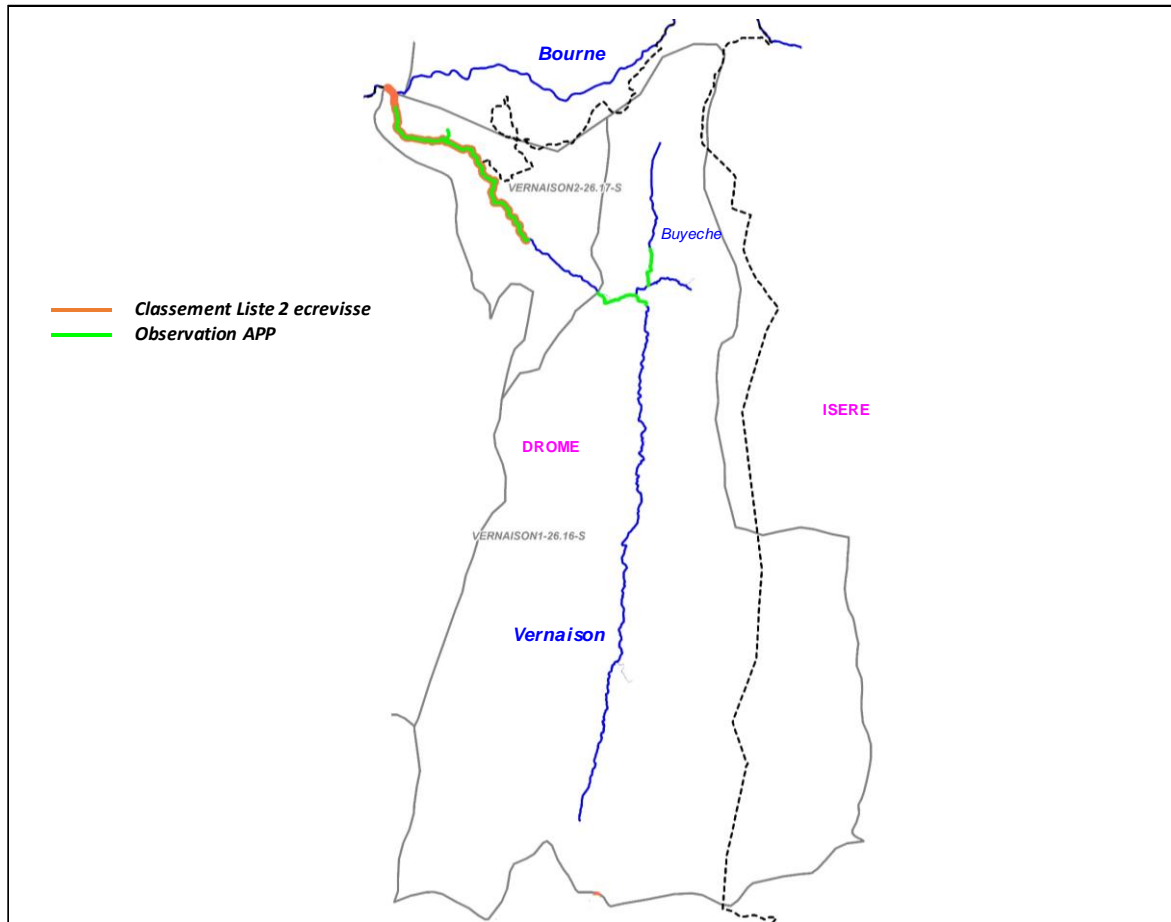 Bourne
VERNAISON2-26.17-S
Buyeche
Classement Liste 2 ecrevisse
Observation APP
ISERE
DROME
VERNAISON1-26.16-S
Vernaison